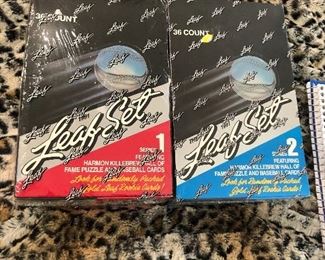 36 COUNT
The
Leaf Set
SERIES 1
FEATURING
HARMON KILLEBREW HALL OF
FAME PUZZLE AND BASEBALL CARDS
Look for Randomly Packed
Gold Leaf Rookie Cards!
36 COUNT
Leaf Set
2
FEATURING
HARMON KILLEBREW HALL OF
FAME PUZZLE AND BASEBALL CARDS
Look for Randomly Packed
Gold Leaf Rookie Cards!